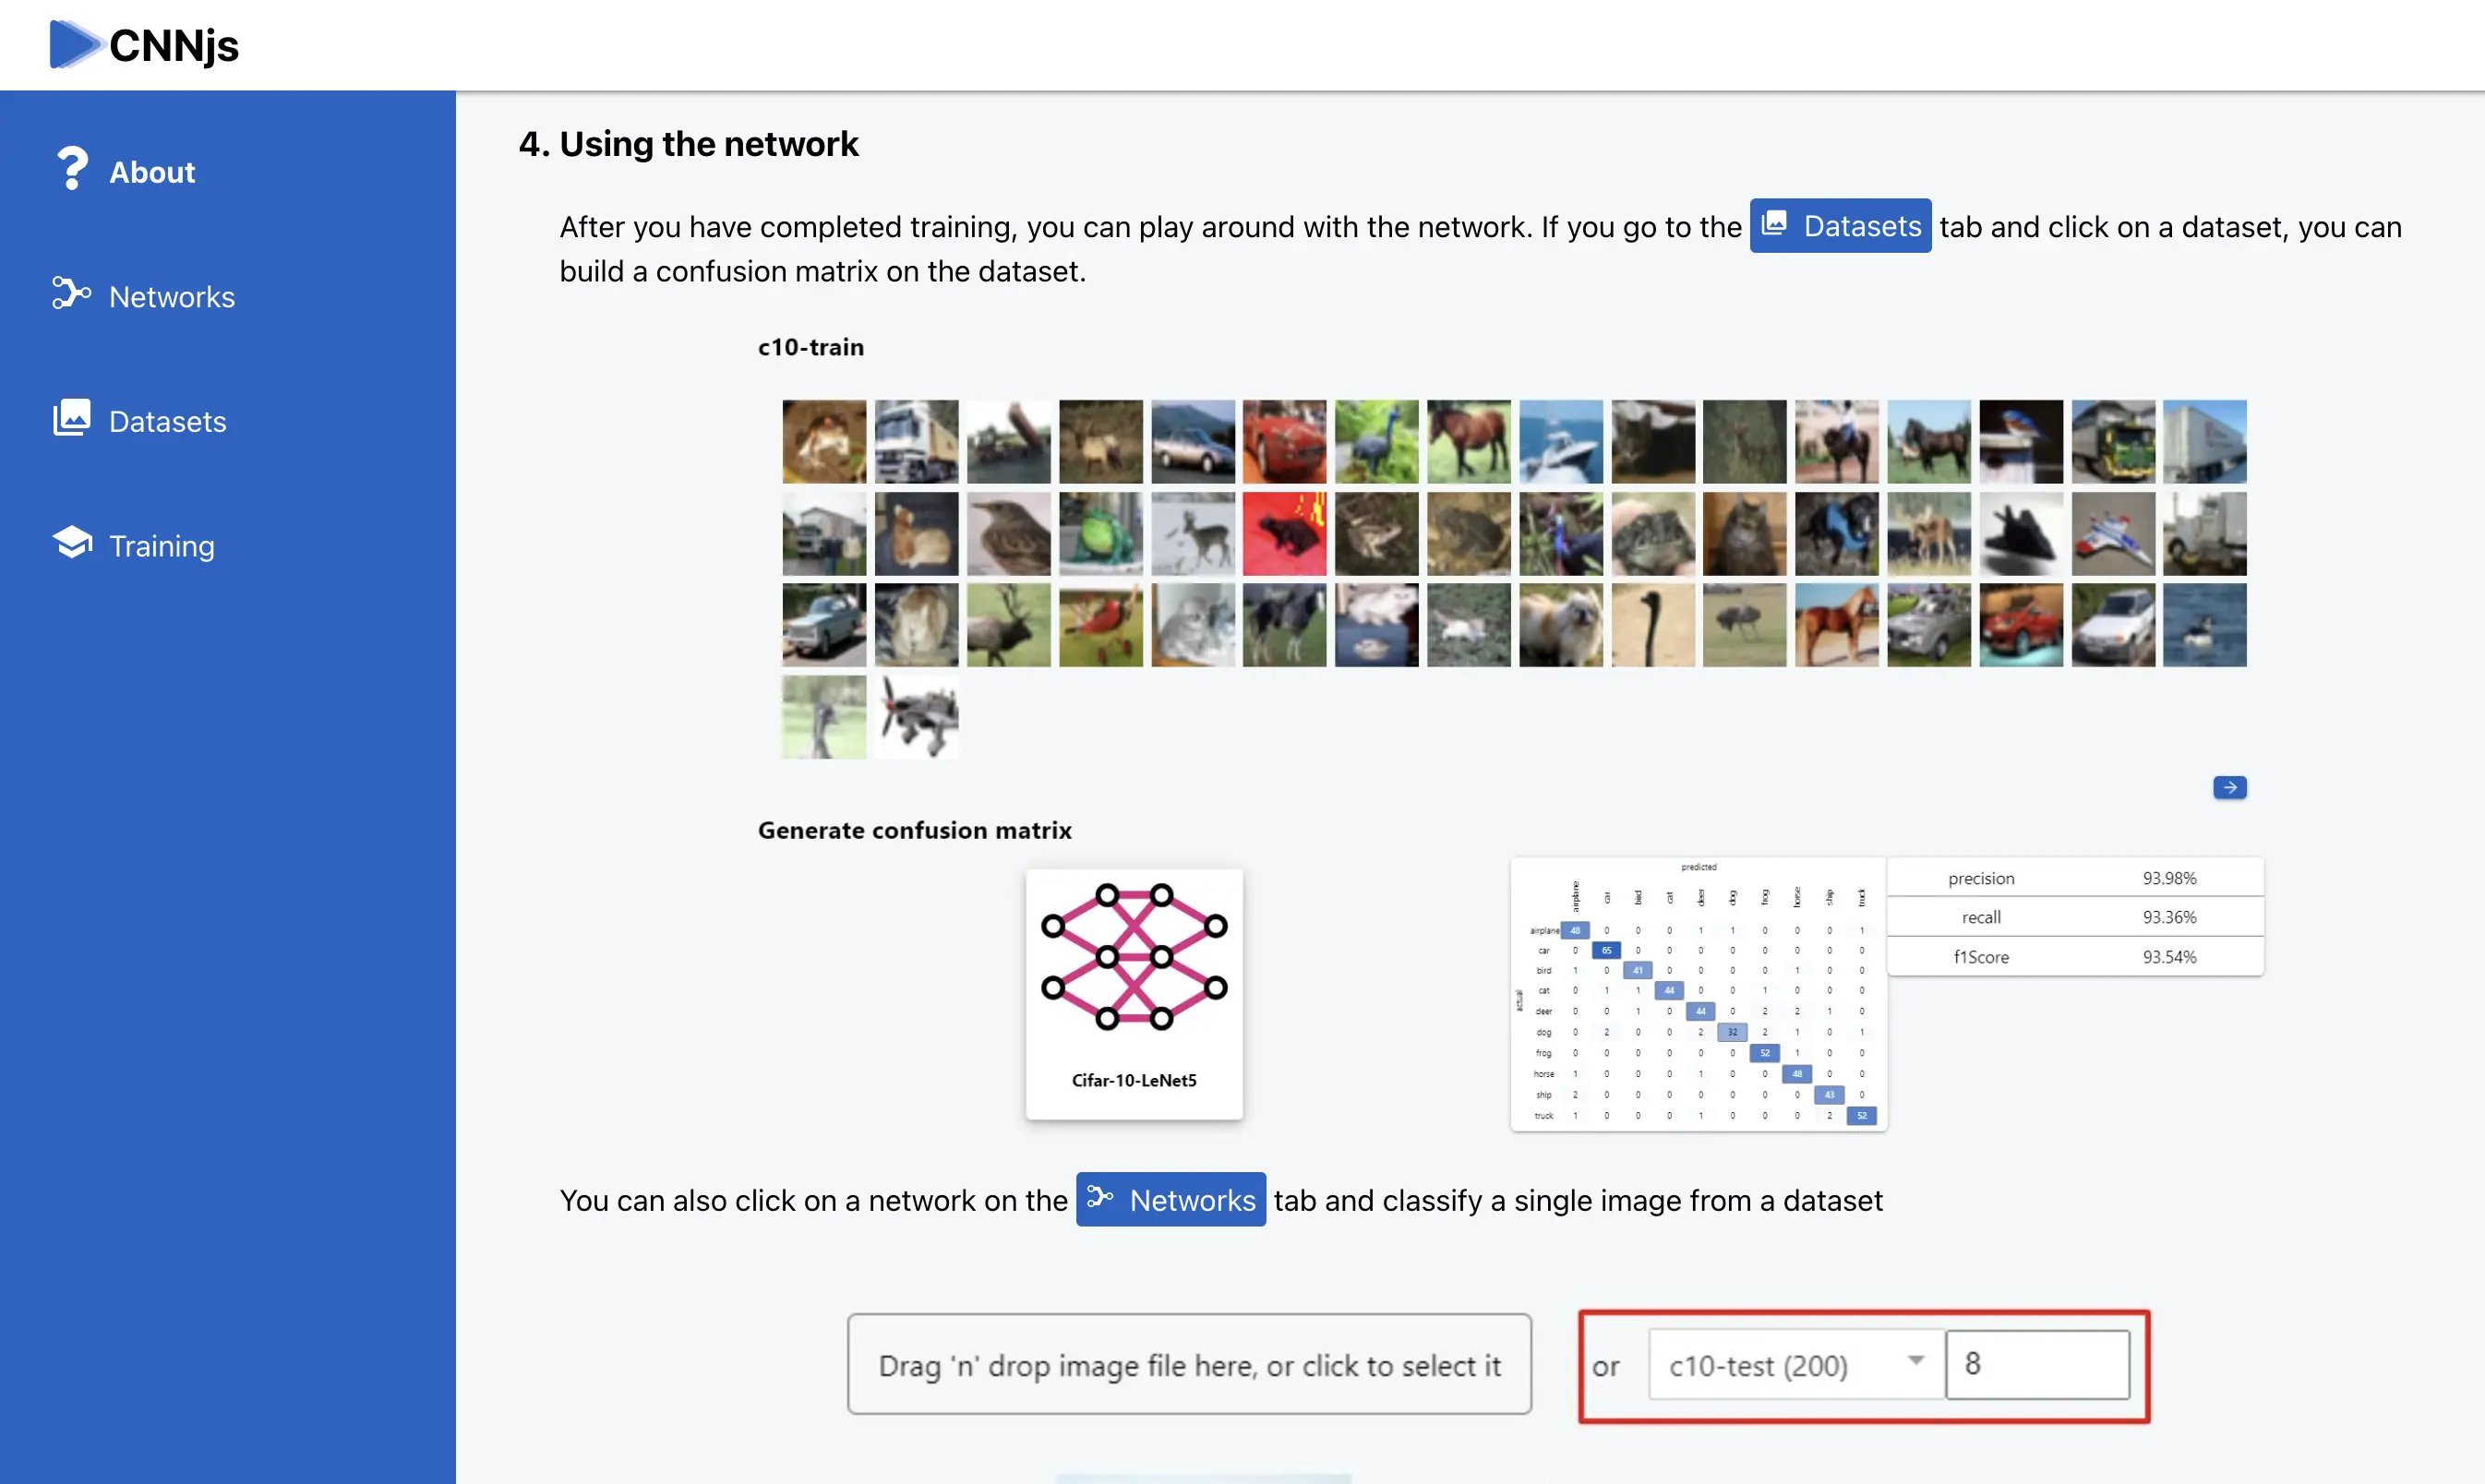 CNNjs
About
Networks
Datasets
Training
4. Using the network
After you have completed training, you can play around with the network. If you go to the Datasets tab and click on a dataset, you can
build a confusion matrix on the dataset.
c10-train
Generate confusion matrix
Cifar-10-LeNet5
predicted
airplane car bird cat deer dog frog horse ship truck
actual
airplane 48 0 0 0 1 1 0 0 0 1
car 0 65 0 0 0 0 0 0 0 0
bird 1 0 41 0 0 0 0 1 0 0
cat 0 1 1 44 0 0 1 0 0 0
deer 0 0 1 0 44 0 2 2 1 0
dog 0 2 0 0 2 32 2 1 0 1
frog 0 0 0 0 0 0 52 1 0 0
horse 1 0 0 0 1 0 0 48 0 0
ship 2 0 0 0 0 0 0 0 43 0
truck 1 0 0 0 1 0 0 0 2 52
precision 93.98%
recall 93.36%
f1Score 93.54%
You can also click on a network on the Networks tab and classify a single image from a dataset
Drag 'n' drop image file here, or click to select it
or c10-test (200) 8